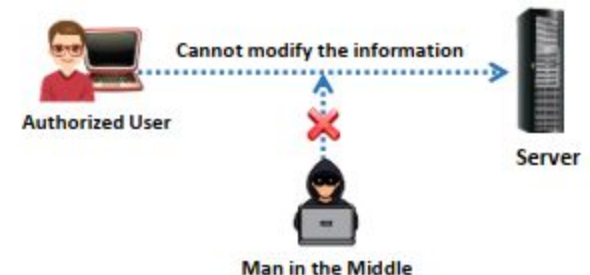 Cannot modify the information
Authorized User
Server
Man in the Middle